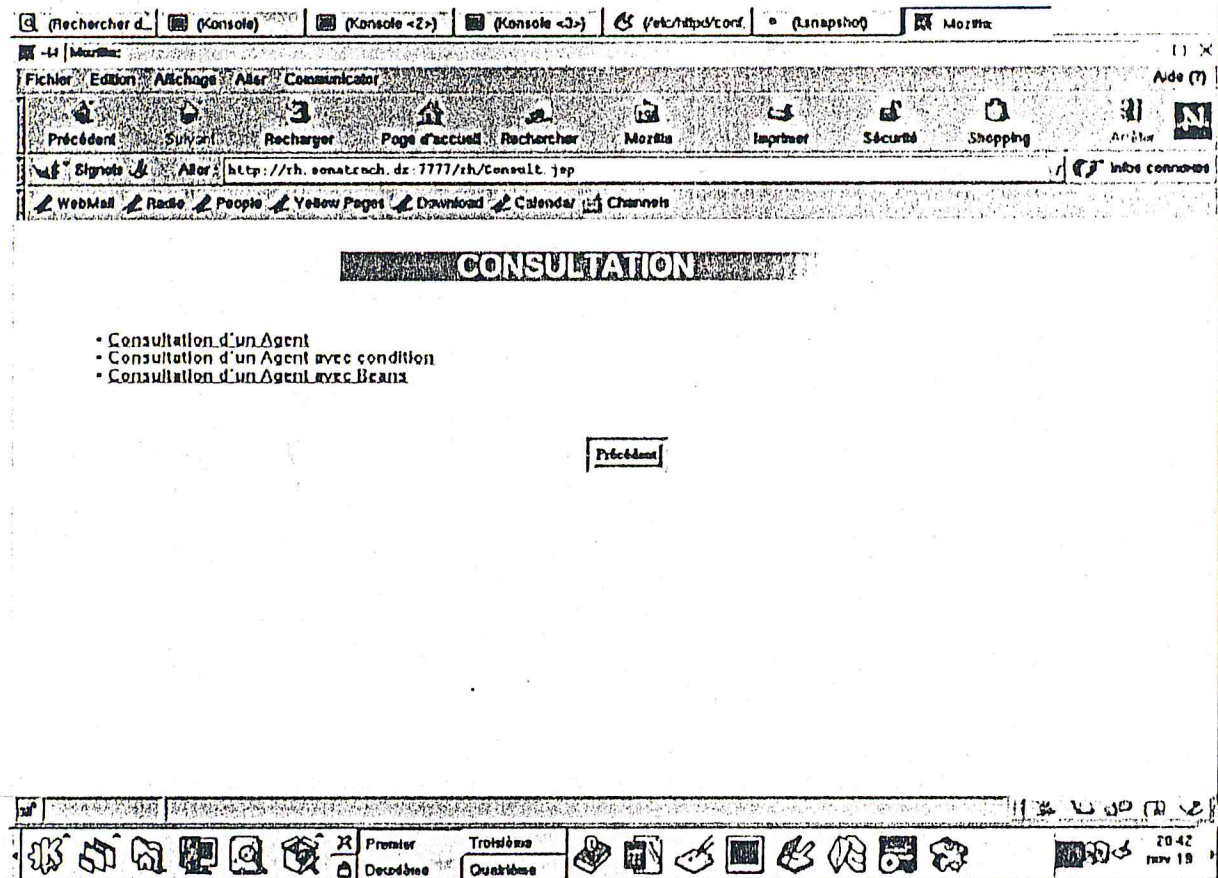 (Rechercher d... (Konsole) (Konsole <2>) (Konsole <3>) (/etc/httpd/conf. (ksnapshot) Mozilla:
Mozilla:
Fichier Edition Affichage Aller Communicator Aide (?)
Précédent Suivant Recharger Page d'accueil Rechercher Mozilla Imprimer Sécurité Shopping Arrêter
Signets Aller : http://rh.sonatrach.dz:7777/rh/Consult.jsp Infos connexes
WebMail Radio People Yellow Pages Download Calendar Channels
CONSULTATION
- Consultation d'un Agent
- Consultation d'un Agent avec condition
- Consultation d'un Agent avec Beans
Précédent
Premier Troisième 20:42
Deuxième Quatrième nov 19